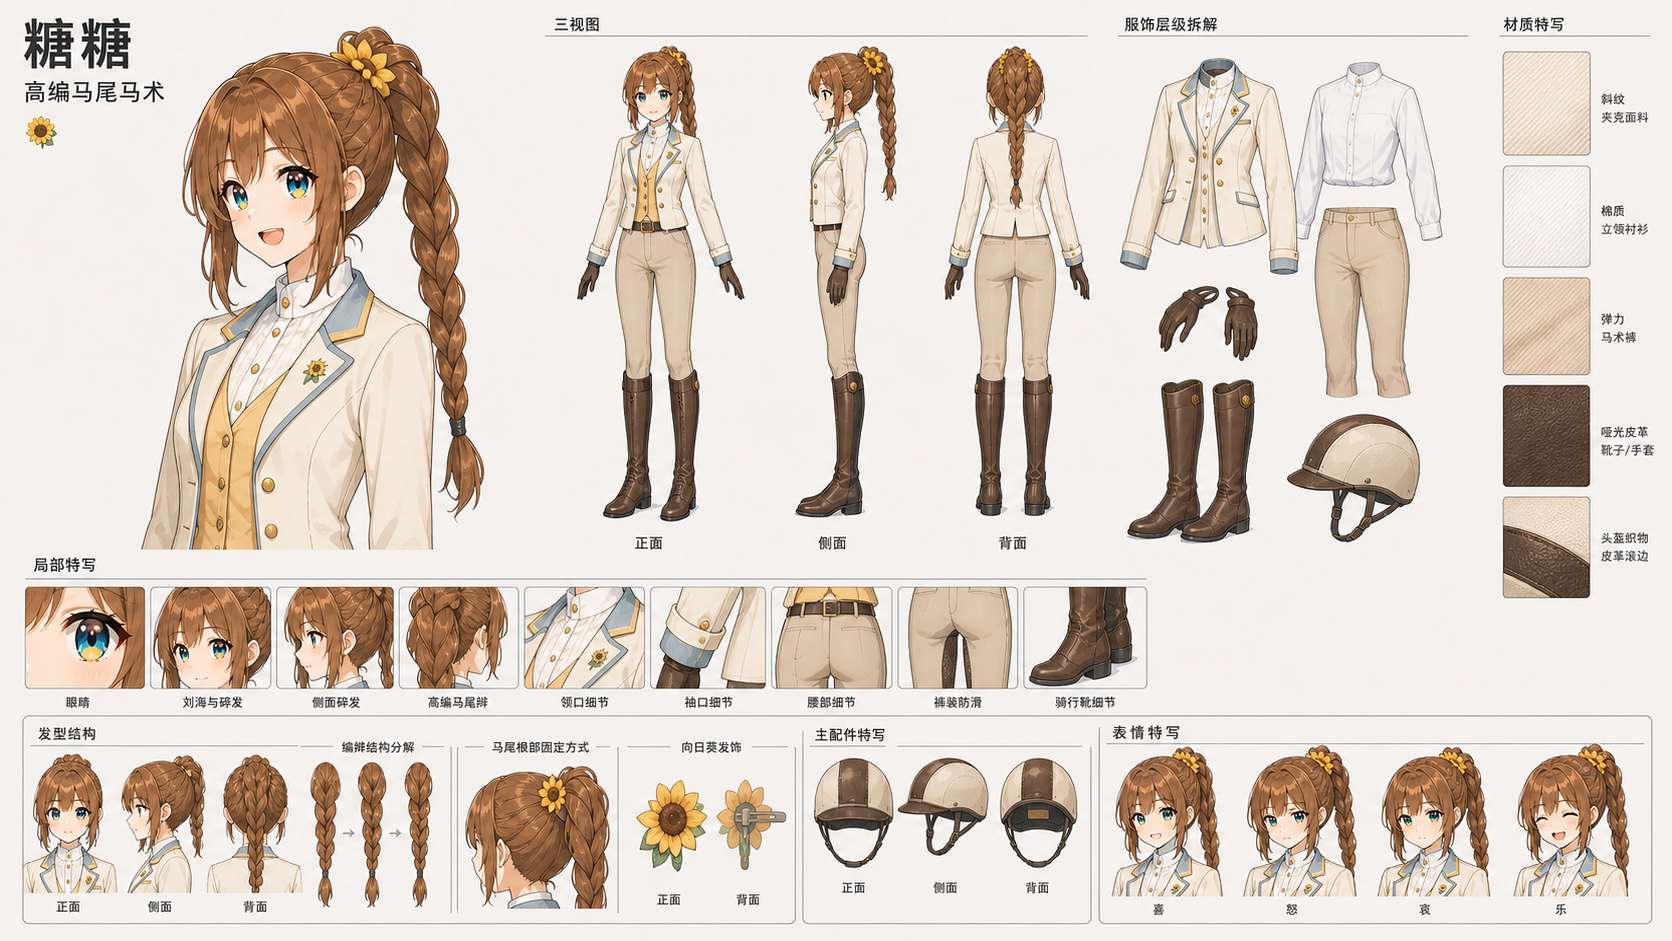 糖糖
高编马尾马术
三视图
正面
侧面
背面
服饰层级拆解
材质特写
斜纹
夹克面料
棉质
立领衬衫
弹力
马术裤
哑光皮革
靴子/手套
头盔织物
皮革滚边
局部特写
眼睛
刘海与碎发
侧面碎发
高编马尾辫
领口细节
袖口细节
腰部细节
裤装防滑
骑行靴细节
发型结构
正面
侧面
背面
编辫结构分解
马尾根部固定方式
向日葵发饰
正面
背面
主配件特写
正面
侧面
背面
表情特写
喜
怒
哀
乐